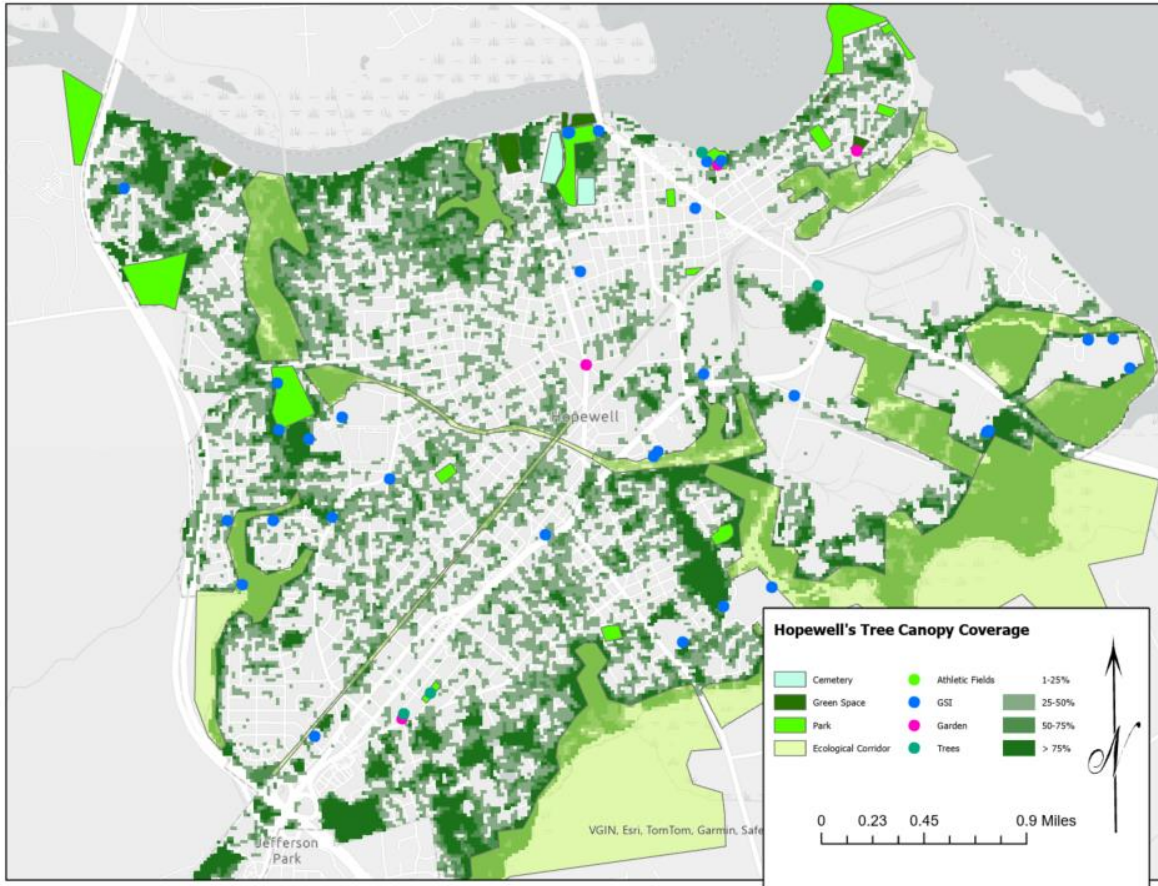 Hopewell
Jefferson
Park
VGIN, Esri, TomTom, Garmin, Safe
Hopewell's Tree Canopy Coverage
Cemetery
Green Space
Park
Ecological Corridor
Athletic Fields
GSI
Garden
Trees
1-25%
25-50%
50-75%
> 75%
N
0 0.23 0.45 0.9 Miles